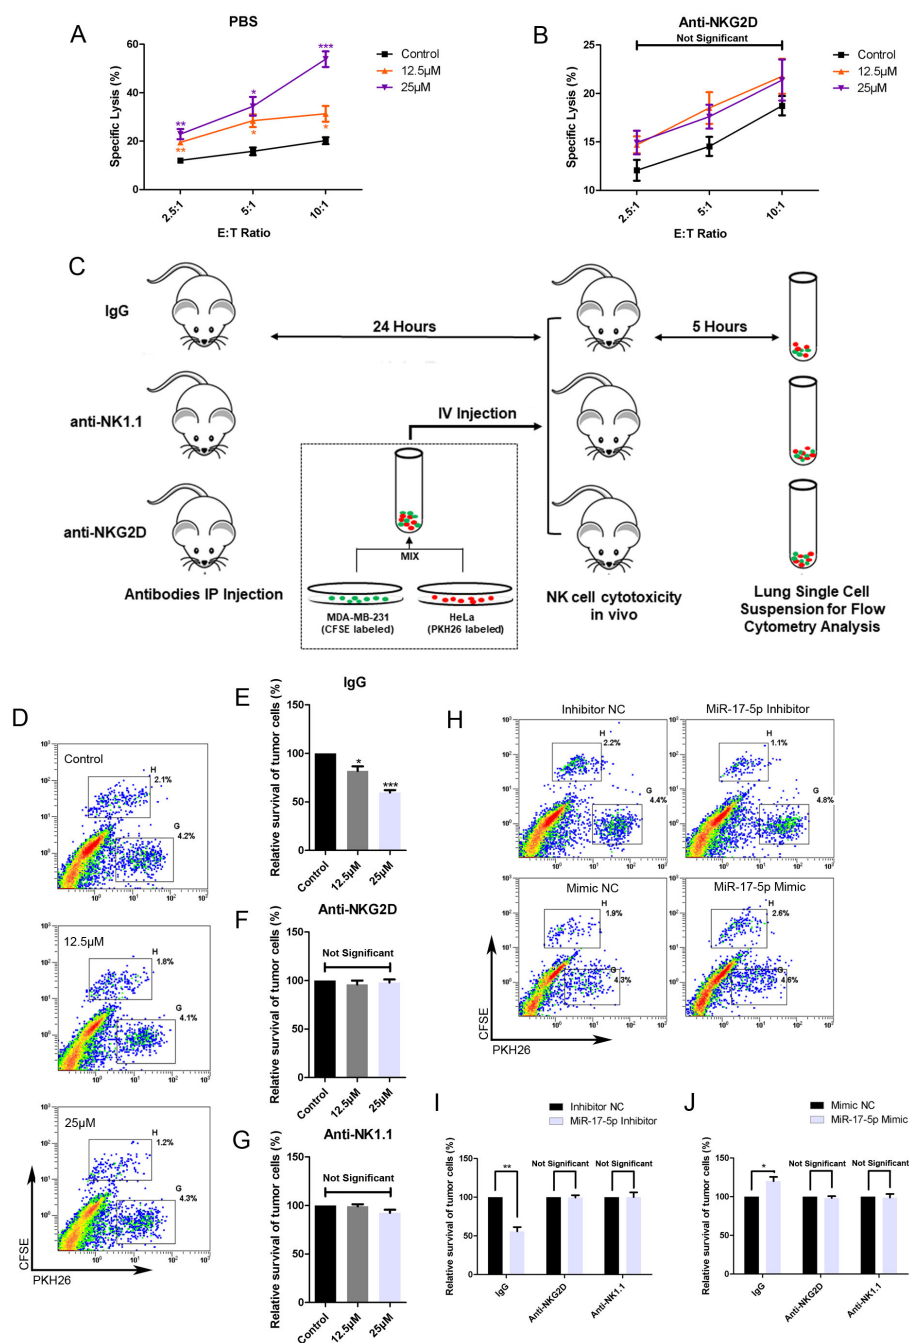 A
PBS
Specific Lysis (%)
60
40
20
0
2.5:1
5:1
10:1
E:T Ratio
**
**
*
*
***
*
Control
12.5μM
25μM
B
Anti-NKG2D
Not Significant
Specific Lysis (%)
25
20
15
10
2.5:1
5:1
10:1
E:T Ratio
Control
12.5μM
25μM
C
IgG
24 Hours
5 Hours
anti-NK1.1
IV Injection
anti-NKG2D
MIX
Antibodies IP Injection
MDA-MB-231
(CFSE labeled)
HeLa
(PKH26 labeled)
NK cell cytotoxicity
in vivo
Lung Single Cell
Suspension for Flow
Cytometry Analysis
D
Control
H
2.1%
G
4.2%
12.5μM
H
1.8%
G
4.1%
25μM
H
1.2%
G
4.3%
CFSE
PKH26
E
IgG
Relative survival of tumor cells (%)
150
100
50
0
*
***
Control
12.5μM
25μM
F
Anti-NKG2D
Not Significant
Relative survival of tumor cells (%)
150
100
50
0
Control
12.5μM
25μM
G
Anti-NK1.1
Not Significant
Relative survival of tumor cells (%)
150
100
50
0
Control
12.5μM
25μM
H
Inhibitor NC
H
2.2%
G
4.4%
MiR-17-5p Inhibitor
H
1.1%
G
4.8%
Mimic NC
H
1.9%
G
4.3%
MiR-17-5p Mimic
H
2.6%
G
4.6%
CFSE
PKH26
I
Inhibitor NC
MiR-17-5p Inhibitor
Relative survival of tumor cells (%)
150
100
50
0
**
Not Significant
Not Significant
IgG
Anti-NKG2D
Anti-NK1.1
J
Mimic NC
MiR-17-5p Mimic
Relative survival of tumor cells (%)
150
100
50
0
*
Not Significant
Not Significant
IgG
Anti-NKG2D
Anti-NK1.1